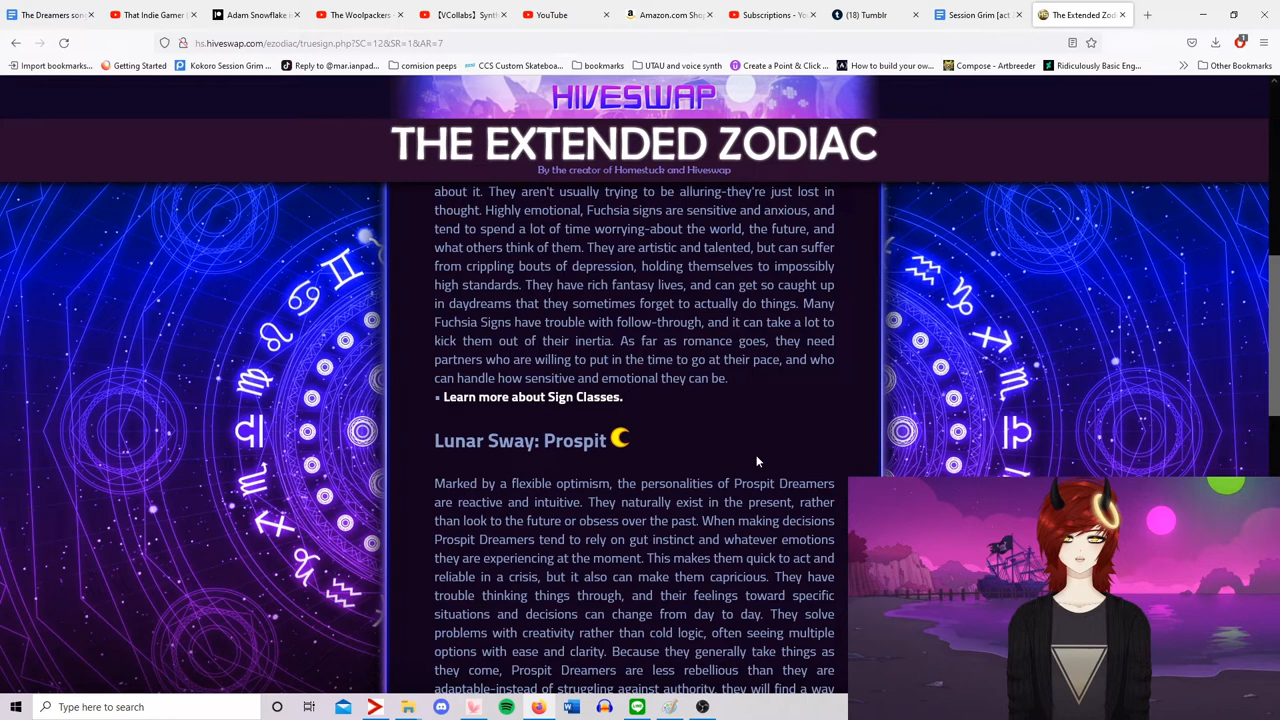 The Dreamers son
That Indie Gamer (
Adam Snowflake is
The Woolpackers -
【VCollabs】Synth
YouTube
Amazon.com Shop
Subscriptions - Yo
(18) Tumblr
Session Grim [act
The Extended Zodi
hs.hiveswap.com/ezodiac/truesign.php?SC=12&SR=1&AR=7
Import bookmarks...
Getting Started
Kokoro Session Grim ...
Reply to @mar.ianpad...
comision peeps
CCS Custom Skateboa...
bookmarks
UTAU and voice synth
Create a Point & Click ...
How to build your ow...
Compose - Artbreeder
Ridiculously Basic Eng...
Other Bookmarks
HIVESWAP
THE EXTENDED ZODIAC
By the creator of Homestuck and Hiveswap
about it. They aren't usually trying to be alluring-they're just lost in
thought. Highly emotional, Fuchsia signs are sensitive and anxious, and
tend to spend a lot of time worrying-about the world, the future, and
what others think of them. They are artistic and talented, but can suffer
from crippling bouts of depression, holding themselves to impossibly
high standards. They have rich fantasy lives, and can get so caught up
in daydreams that they sometimes forget to actually do things. Many
Fuchsia Signs have trouble with follow-through, and it can take a lot to
kick them out of their inertia. As far as romance goes, they need
partners who are willing to put in the time to go at their pace, and who
can handle how sensitive and emotional they can be.
Learn more about Sign Classes.
Lunar Sway: Prospit
Marked by a flexible optimism, the personalities of Prospit Dreamers
are reactive and intuitive. They naturally exist in the present, rather
than look to the future or obsess over the past. When making decisions
Prospit Dreamers tend to rely on gut instinct and whatever emotions
they are experiencing at the moment. This makes them quick to act and
reliable in a crisis, but it also can make them capricious. They have
trouble thinking things through, and their feelings toward specific
situations and decisions can change from day to day. They solve
problems with creativity rather than cold logic, often seeing multiple
options with ease and clarity. Because they generally take things as
they come, Prospit Dreamers are less rebellious than they are
adaptable-instead of struggling against authority, they will find a way
Type here to search